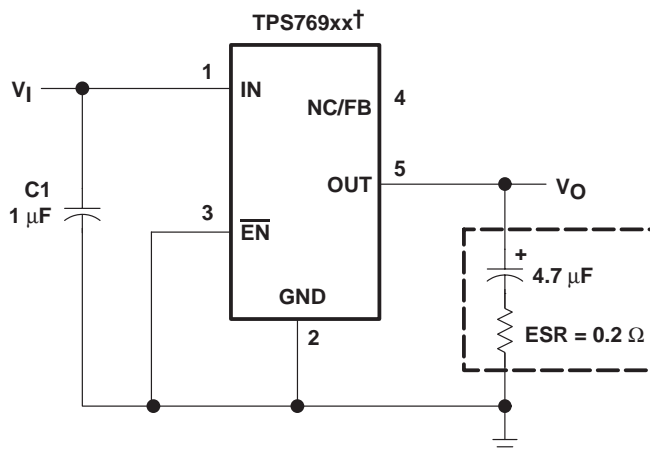 TPS769xx†
1
VI
IN
NC/FB
4
5
C1
1 μF
OUT
VO
3
EN
+
4.7 μF
GND
2
ESR = 0.2 Ω